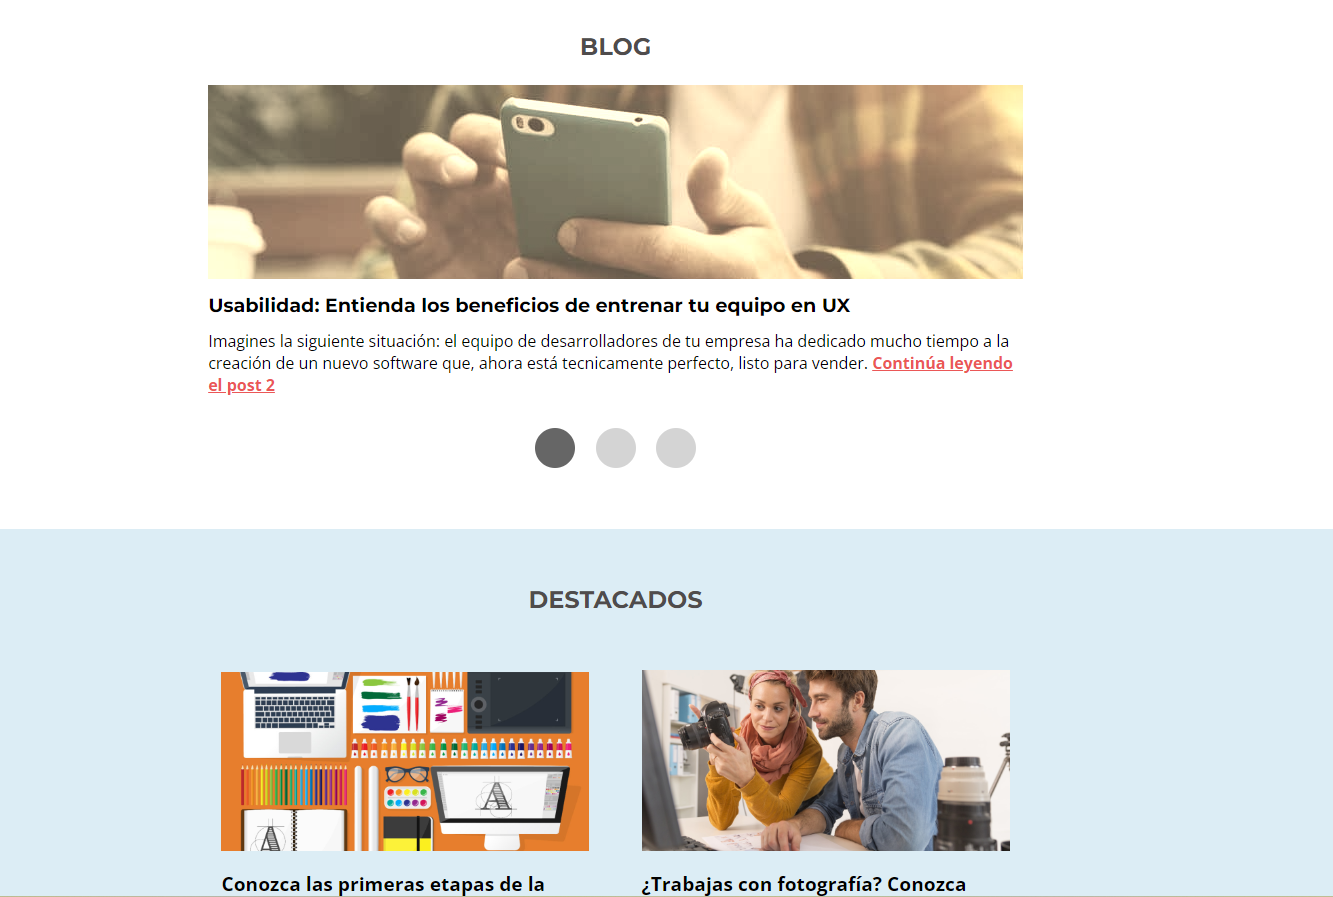 BLOG
Usabilidad: Entienda los beneficios de entrenar tu equipo en UX
Imagines la siguiente situación: el equipo de desarrolladores de tu empresa ha dedicado mucho tiempo a la
creación de un nuevo software que, ahora está tecnicamente perfecto, listo para vender. Continúa leyendo
el post 2
DESTACADOS
A
A
Conozca las primeras etapas de la
¿Trabajas con fotografía? Conozca